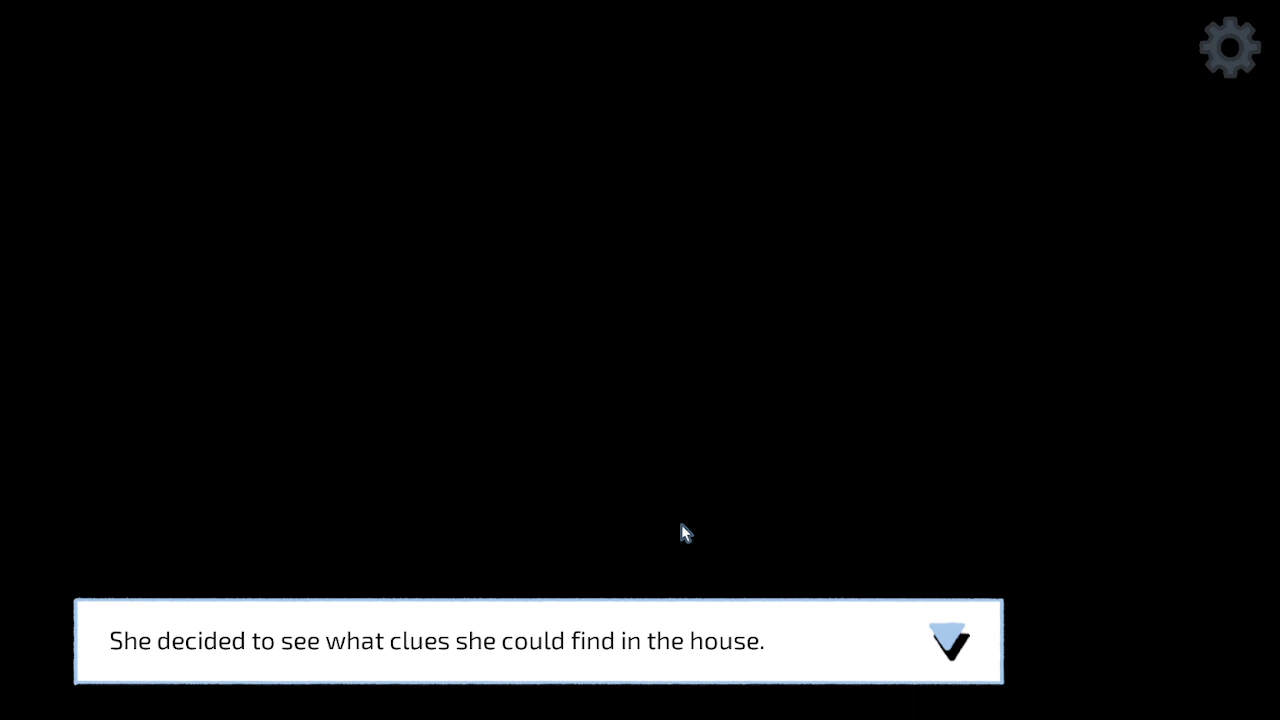 She decided to see what clues she could find in the house.